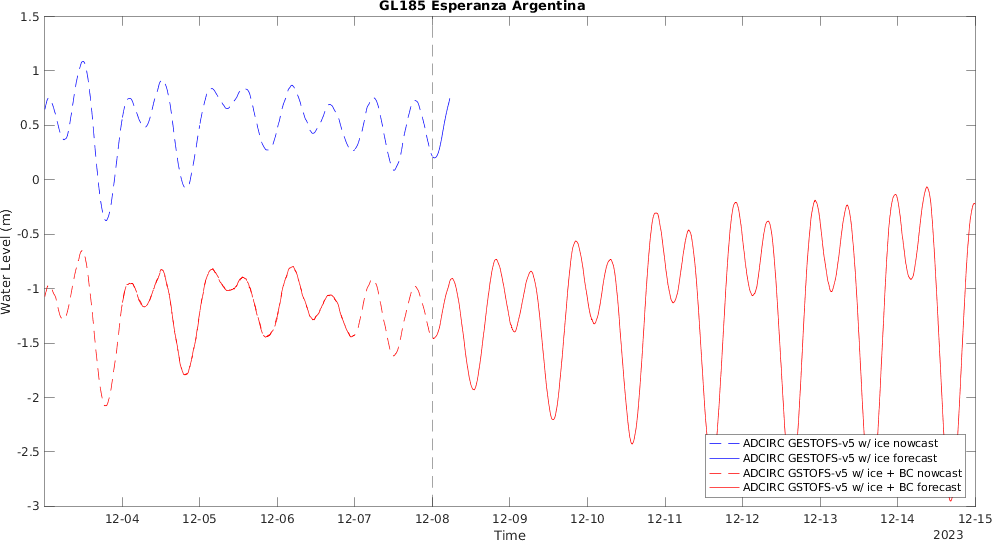 GL185 Esperanza Argentina
1.5
1
0.5
0
-0.5
-1
-1.5
-2
-2.5
-3
Water Level (m)
ADCIRC GESTOFS-v5 w/ ice nowcast
ADCIRC GESTOFS-v5 w/ ice forecast
ADCIRC GSTOFS-v5 w/ ice + BC nowcast
ADCIRC GSTOFS-v5 w/ ice + BC forecast
12-04 12-05 12-06 12-07 12-08 12-09 12-10 12-11 12-12 12-13 12-14 12-15
Time
2023